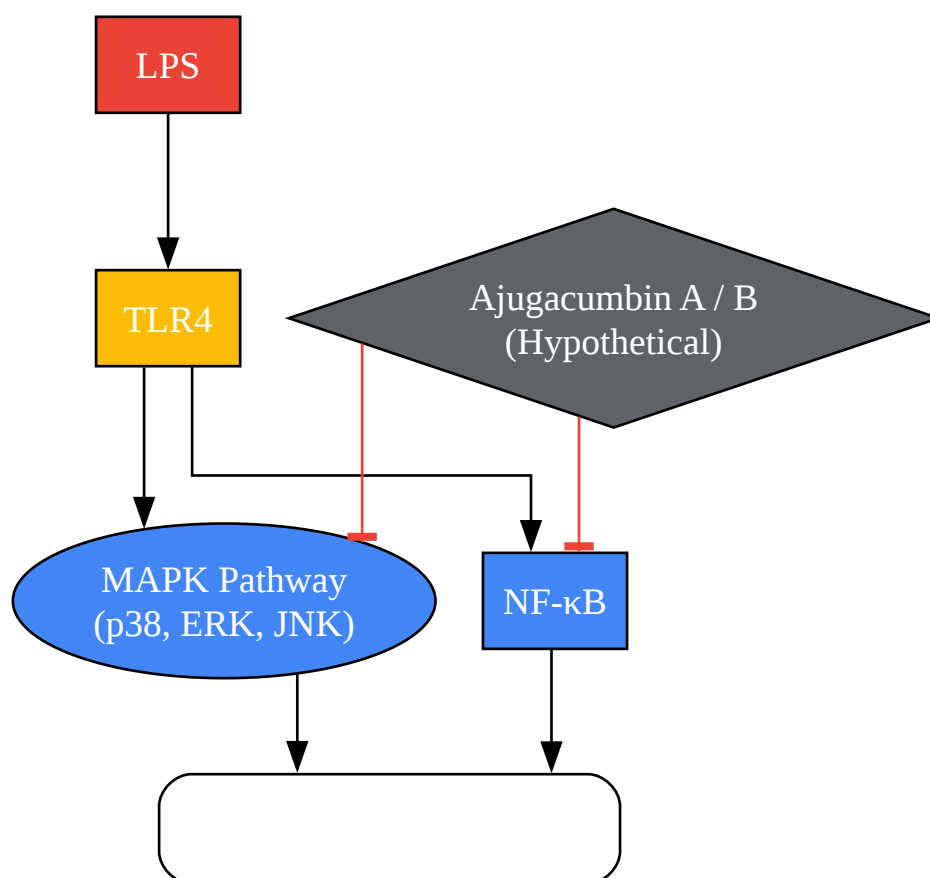 LPS
Ajugacumbin A / B
(Hypothetical)
TLR4
MAPK Pathway
(p38, ERK, JNK)
NF-κB